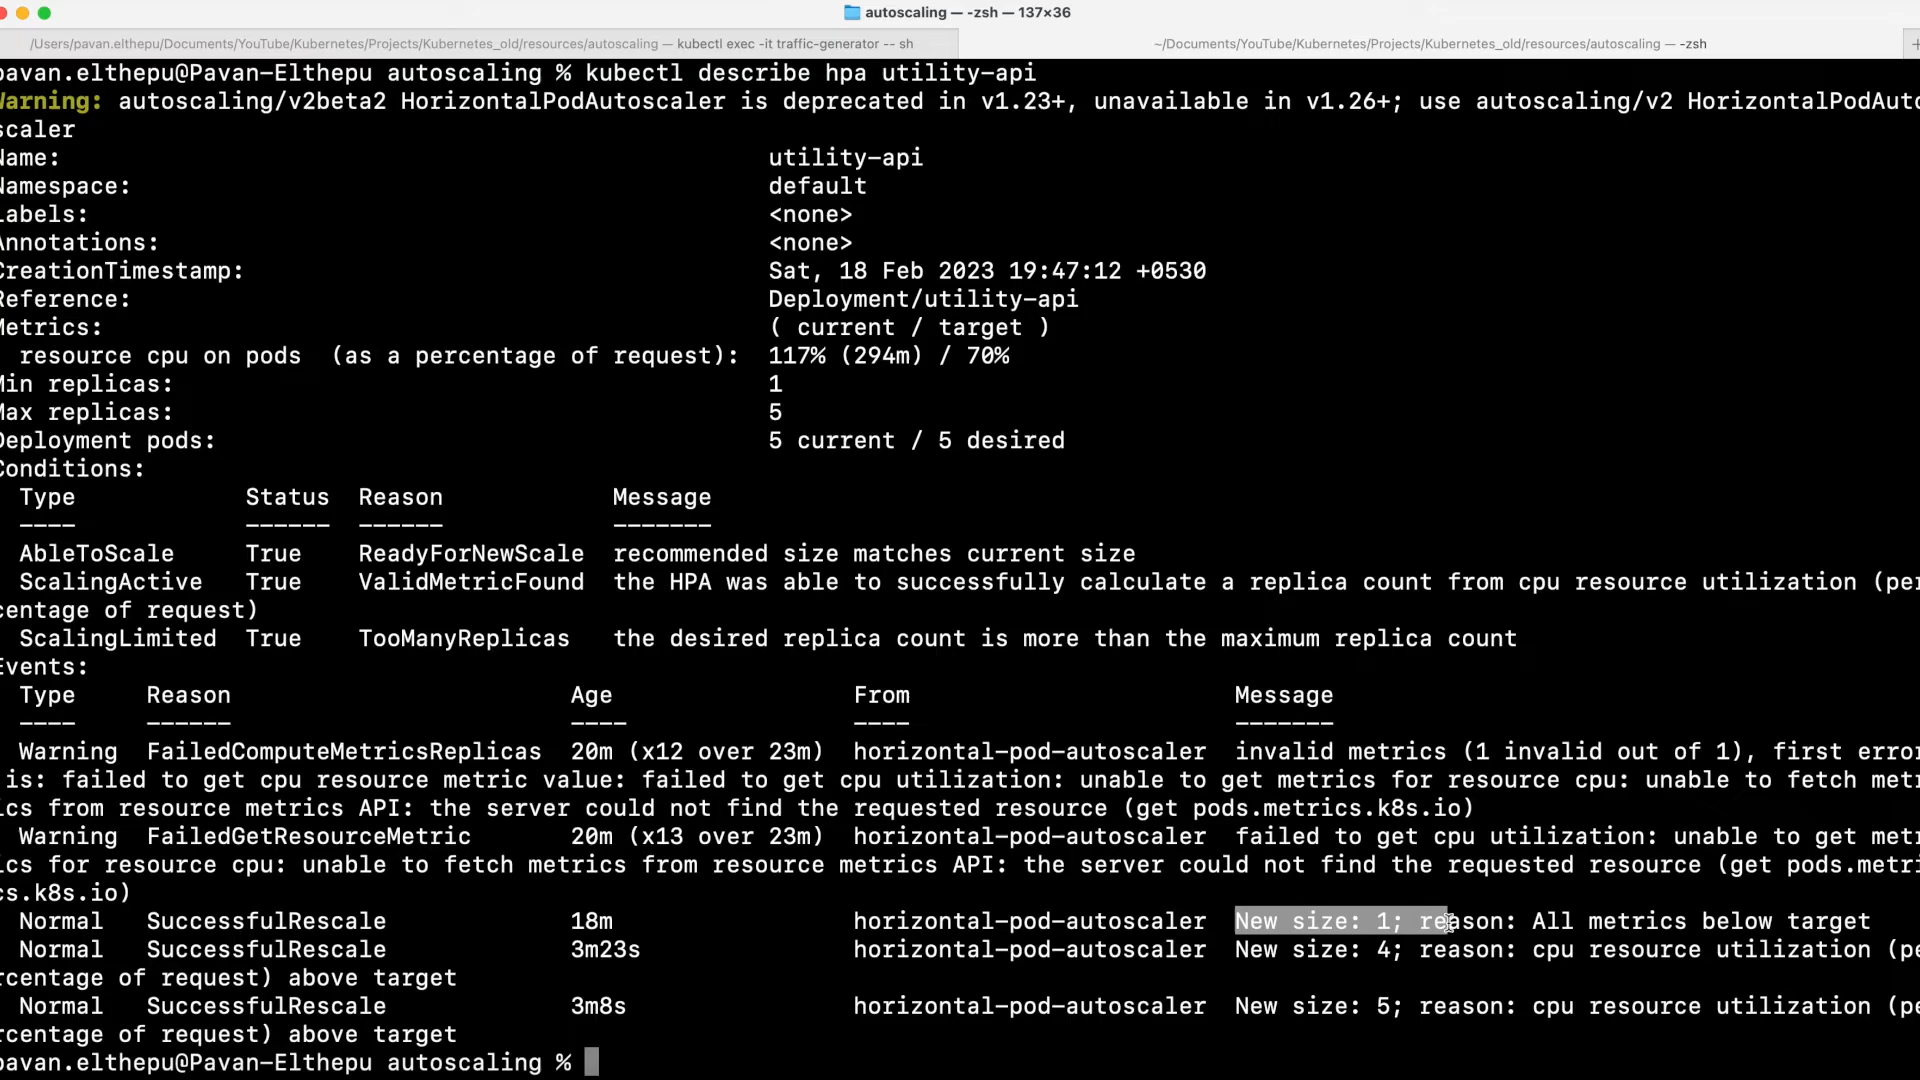 autoscaling — -zsh — 137×36
/Users/pavan.elthepu/Documents/YouTube/Kubernetes/Projects/Kubernetes_old/resources/autoscaling — kubectl exec -it traffic-generator -- sh
~/Documents/YouTube/Kubernetes/Projects/Kubernetes_old/resources/autoscaling — -zsh
pavan.elthepu@Pavan-Elthepu autoscaling % kubectl describe hpa utility-api
Warning: autoscaling/v2beta2 HorizontalPodAutoscaler is deprecated in v1.23+, unavailable in v1.26+; use autoscaling/v2 HorizontalPodAuto
scaler
Name: utility-api
Namespace: default
Labels: <none>
Annotations: <none>
CreationTimestamp: Sat, 18 Feb 2023 19:47:12 +0530
Reference: Deployment/utility-api
Metrics: ( current / target )
resource cpu on pods (as a percentage of request): 117% (294m) / 70%
Min replicas: 1
Max replicas: 5
Deployment pods: 5 current / 5 desired
Conditions:
Type Status Reason Message
---- ------ ------ -------
AbleToScale True ReadyForNewScale recommended size matches current size
ScalingActive True ValidMetricFound the HPA was able to successfully calculate a replica count from cpu resource utilization (per
centage of request)
ScalingLimited True TooManyReplicas the desired replica count is more than the maximum replica count
Events:
Type Reason Age From Message
---- ------ ---- ---- -------
Warning FailedComputeMetricsReplicas 20m (x12 over 23m) horizontal-pod-autoscaler invalid metrics (1 invalid out of 1), first error
is: failed to get cpu resource metric value: failed to get cpu utilization: unable to get metrics for resource cpu: unable to fetch metr
ics from resource metrics API: the server could not find the requested resource (get pods.metrics.k8s.io)
Warning FailedGetResourceMetric 20m (x13 over 23m) horizontal-pod-autoscaler failed to get cpu utilization: unable to get metr
ics for resource cpu: unable to fetch metrics from resource metrics API: the server could not find the requested resource (get pods.metri
cs.k8s.io)
Normal SuccessfulRescale 18m horizontal-pod-autoscaler New size: 1; reason: All metrics below target
Normal SuccessfulRescale 3m23s horizontal-pod-autoscaler New size: 4; reason: cpu resource utilization (pe
rcentage of request) above target
Normal SuccessfulRescale 3m8s horizontal-pod-autoscaler New size: 5; reason: cpu resource utilization (pe
rcentage of request) above target
pavan.elthepu@Pavan-Elthepu autoscaling %